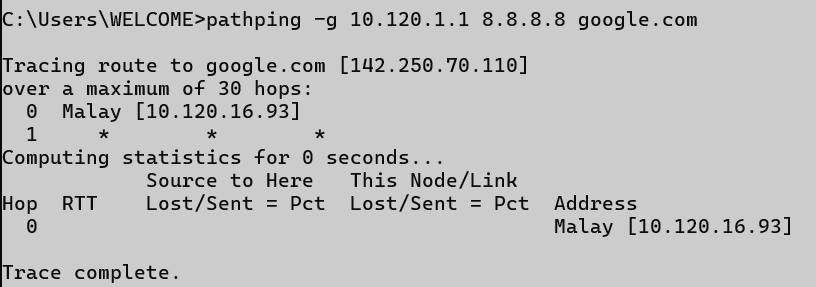 C:\Users\WELCOME>pathping -g 10.120.1.1 8.8.8.8 google.com
Tracing route to google.com [142.250.70.110]
over a maximum of 30 hops:
  0  Malay [10.120.16.93]
  1     *        *        *
Computing statistics for 0 seconds...
            Source to Here   This Node/Link
Hop  RTT    Lost/Sent = Pct  Lost/Sent = Pct  Address
  0                                           Malay [10.120.16.93]
Trace complete.